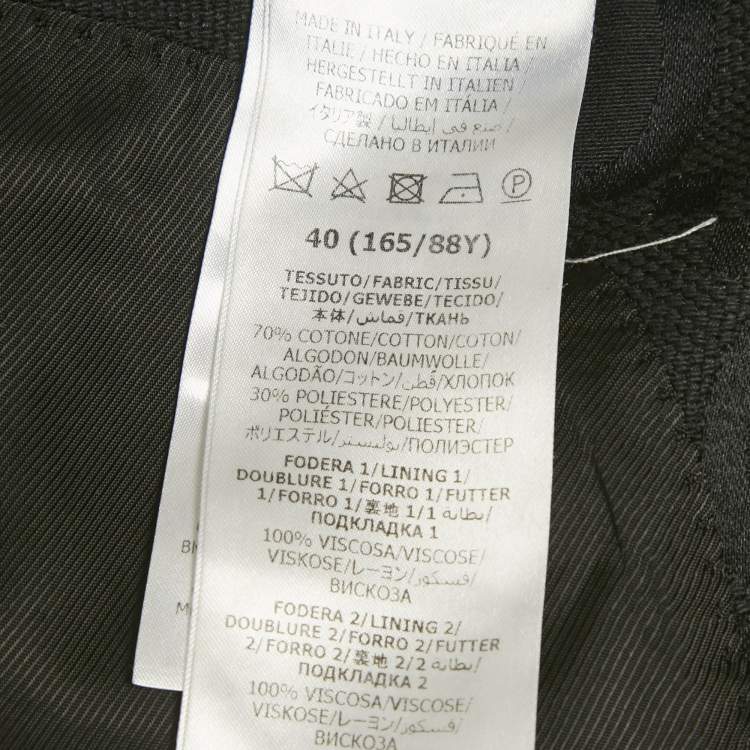 MADE IN ITALY / FABRIQUÉ EN
ITALIE / HECHO EN ITALIA /
HERGESTELLT IN ITALIEN /
FABRICADO EM ITÁLIA /
イタリア製 / صنع في إيطاليا /
СДЕЛАНО В ИТАЛИИ
P
40 (165/88Y)
TESSUTO/FABRIC/TISSU/
TEJIDO/GEWEBE/TECIDO/
本体/قماش/ТКАНЬ
70% COTONE/COTTON/COTON/
ALGODON/BAUMWOLLE/
ALGODÃO/コットン/قطن/ХЛОПОК
30% POLIESTERE/POLYESTER/
POLIÉSTER/POLIESTER/
ポリエステル/بوليستر/ПОЛИЭСТЕР
FODERA 1/LINING 1/
DOUBLURE 1/FORRO 1/FUTTER
1/FORRO 1/裏地 1/بطانة 1/
ПОДКЛАДКА 1
100% VISCOSA/VISCOSE/
VISKOSE/レーヨン/فسكوز/
ВИСКОЗА
FODERA 2/LINING 2/
DOUBLURE 2/FORRO 2/FUTTER
2/FORRO 2/裏地 2/بطانة 2/
ПОДКЛАДКА 2
100% VISCOSA/VISCOSE/
VISKOSE/レーヨン/فسكوز/
ВИСКОЗА